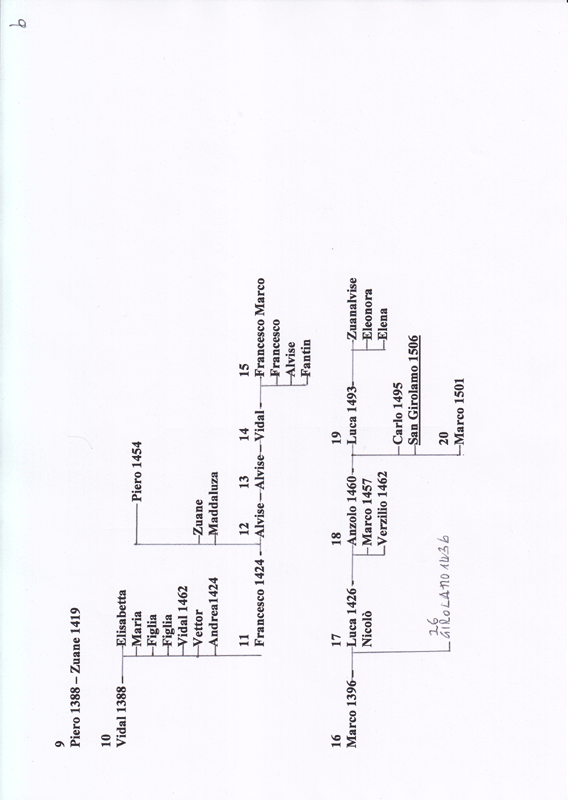 b
9
Piero 1388 – Zuane 1419
10
Vidal 1388 — Elisabetta
Maria
Figlia
Figlia
Vidal 1462
Vettor
Andrea1424
Piero 1454
Zuane
Maddaluza
11 12 13 14 15
Francesco 1424 - Alvise – Alvise – Vidal - Francesco Marco
Francesco
Alvise
Fantin
16 17 18 19
Marco 1396 Luca 1426 - Anzolo 1460 - Luca 1493 Zuanalvise
Nicolò Marco 1457 Eleonora
Verzilio 1462 Elena
Carlo 1495
San Girolamo 1506
20
Marco 1501
26
GIROLAMO 1436